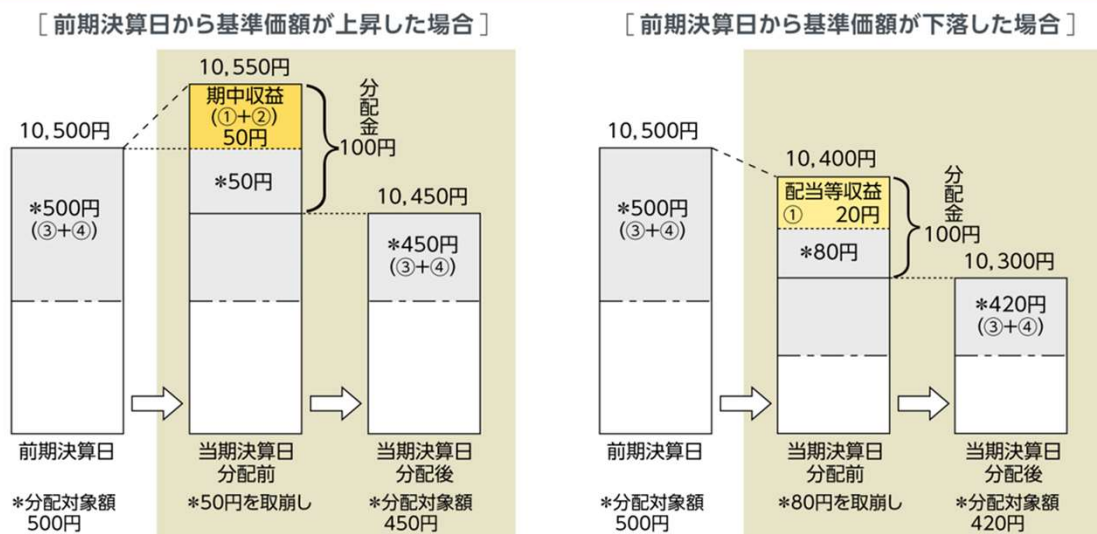 ［前期決算日から基準価額が上昇した場合］
10,500円
＊500円
(③＋④)
10,550円
期中収益
(①＋②)
50円
＊50円
分配金
100円
10,450円
＊450円
(③＋④)
前期決算日
当期決算日
分配前
当期決算日
分配後
＊分配対象額
500円
＊50円を取崩し
＊分配対象額
450円
［前期決算日から基準価額が下落した場合］
10,500円
＊500円
(③＋④)
10,400円
配当等収益
① 20円
＊80円
分配金
100円
10,300円
＊420円
(③＋④)
前期決算日
当期決算日
分配前
当期決算日
分配後
＊分配対象額
500円
＊80円を取崩し
＊分配対象額
420円